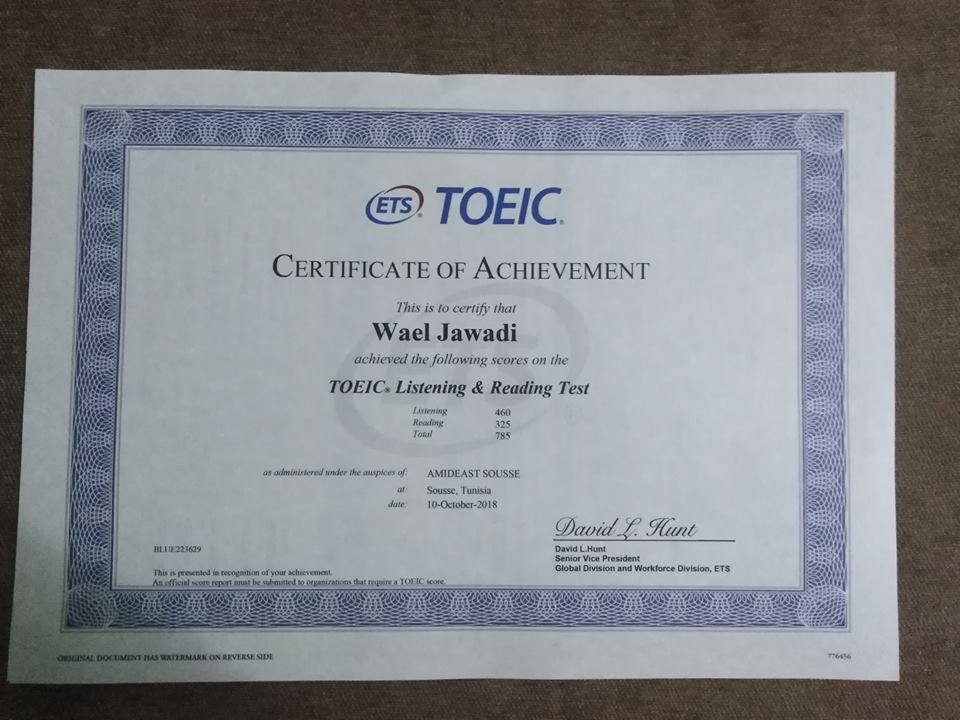 ETS® TOEIC®
CERTIFICATE OF ACHIEVEMENT
This is to certify that
Wael Jawadi
achieved the following scores on the
TOEIC® Listening & Reading Test
Listening 460
Reading 325
Total 785
as administered under the auspices of: AMIDEAST SOUSSE
at: Sousse, Tunisia
date: 10-October-2018
David L. Hunt
David L.Hunt
Senior Vice President
Global Division and Workforce Division, ETS
BLUE223629
This is presented in recognition of your achievement.
An official score report must be submitted to organizations that require a TOEIC score.
ORIGINAL DOCUMENT HAS WATERMARK ON REVERSE SIDE
776456
ETS